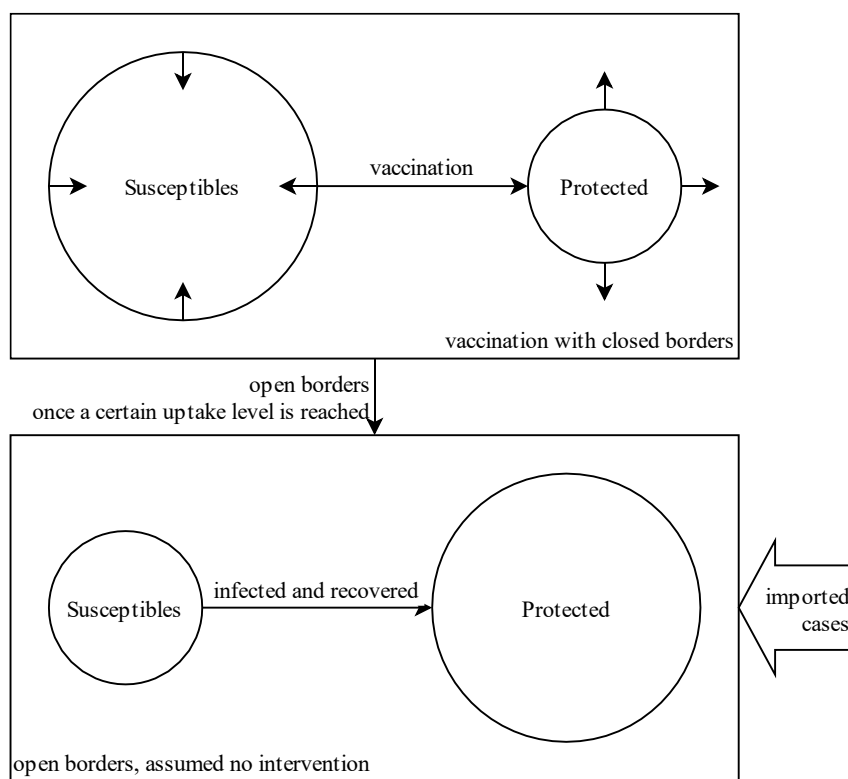 Susceptibles
vaccination
Protected
vaccination with closed borders
open borders
once a certain uptake level is reached
Susceptibles
infected and recovered
Protected
imported
cases
open borders, assumed no intervention